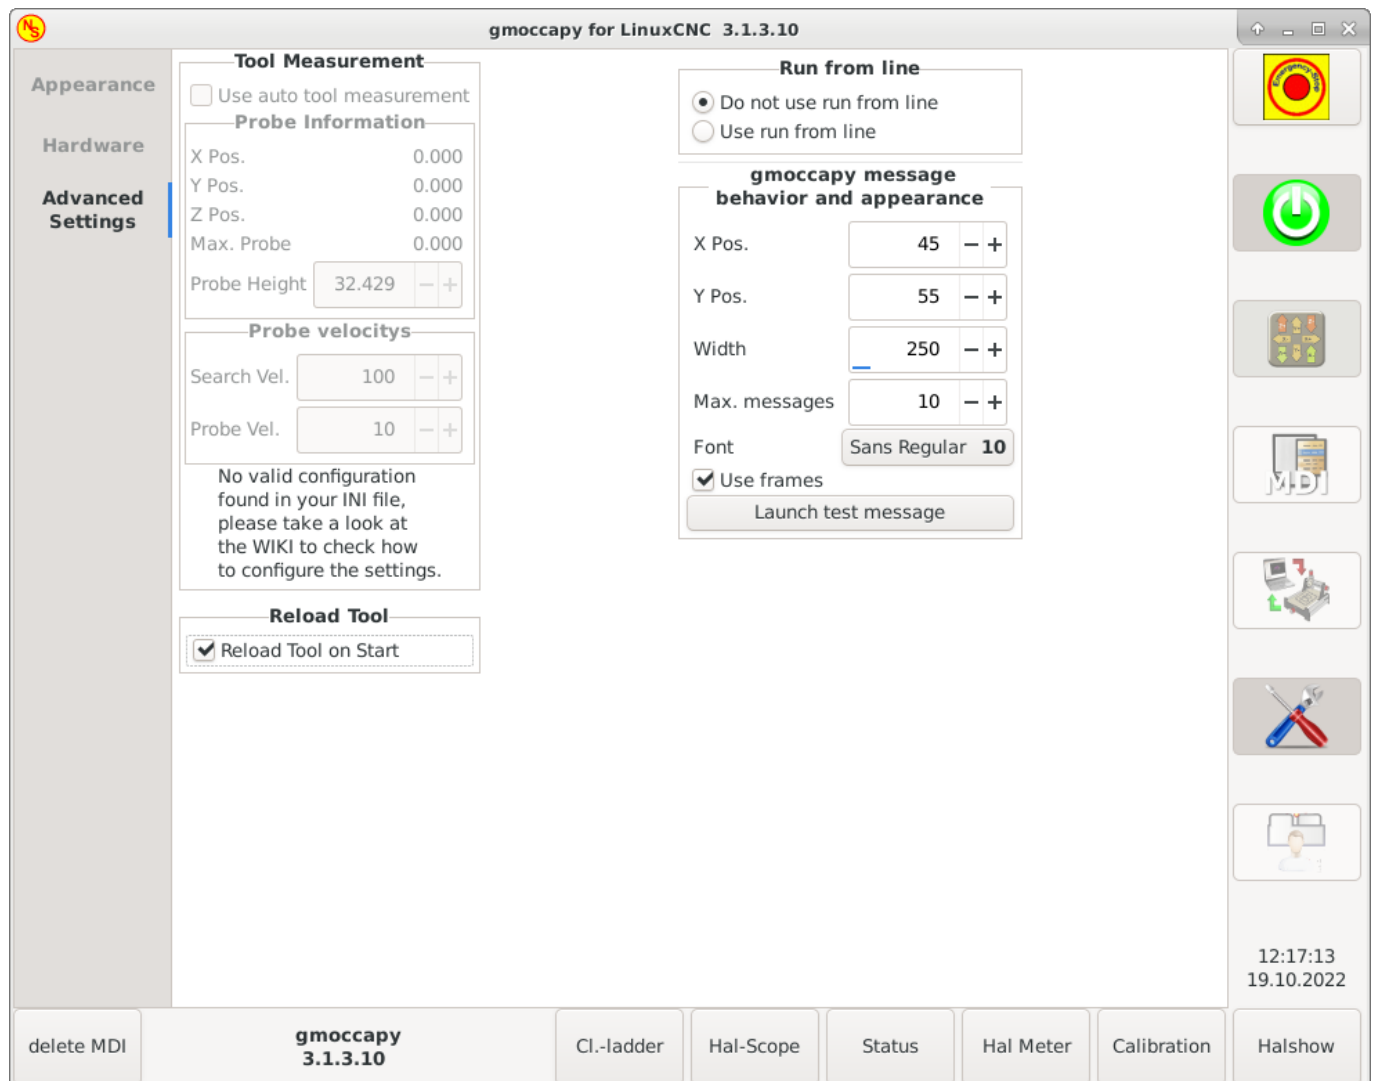 NS
gmoccapy for LinuxCNC 3.1.3.10
Appearance
Hardware
Advanced
Settings
Tool Measurement
Use auto tool measurement
Probe Information
X Pos. 0.000
Y Pos. 0.000
Z Pos. 0.000
Max. Probe 0.000
Probe Height 32.429 − +
Probe velocitys
Search Vel. 100 − +
Probe Vel. 10 − +
No valid configuration
found in your INI file,
please take a look at
the WIKI to check how
to configure the settings.
Reload Tool
Reload Tool on Start
Run from line
Do not use run from line
Use run from line
gmoccapy message
behavior and appearance
X Pos. 45 − +
Y Pos. 55 − +
Width 250 − +
Max. messages 10 − +
Font Sans Regular 10
Use frames
Launch test message
Emergency-Stop
MDI
12:17:13
19.10.2022
delete MDI
gmoccapy
3.1.3.10
Cl.-ladder
Hal-Scope
Status
Hal Meter
Calibration
Halshow